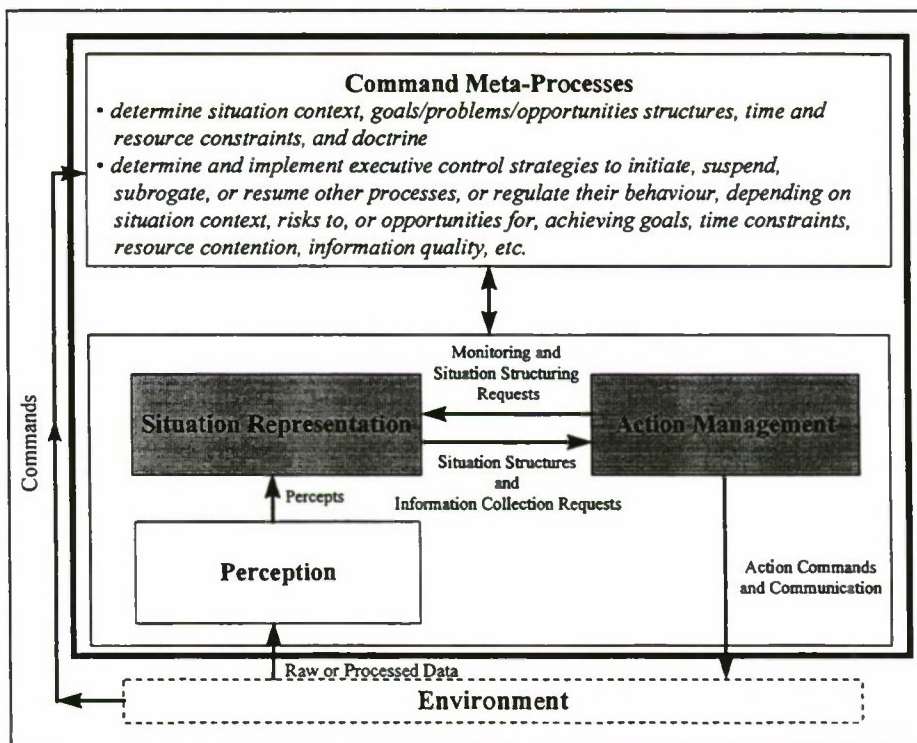 Command Meta-Processes
• determine situation context, goals/problems/opportunities structures, time and
resource constraints, and doctrine
• determine and implement executive control strategies to initiate, suspend,
subrogate, or resume other processes, or regulate their behaviour, depending on
situation context, risks to, or opportunities for, achieving goals, time constraints,
resource contention, information quality, etc.
Monitoring and
Situation Structuring
Requests
Situation Representation
Action Management
Situation Structures
and
Information Collection Requests
Commands
Percepts
Perception
Action Commands
and Communication
Raw or Processed Data
Environment